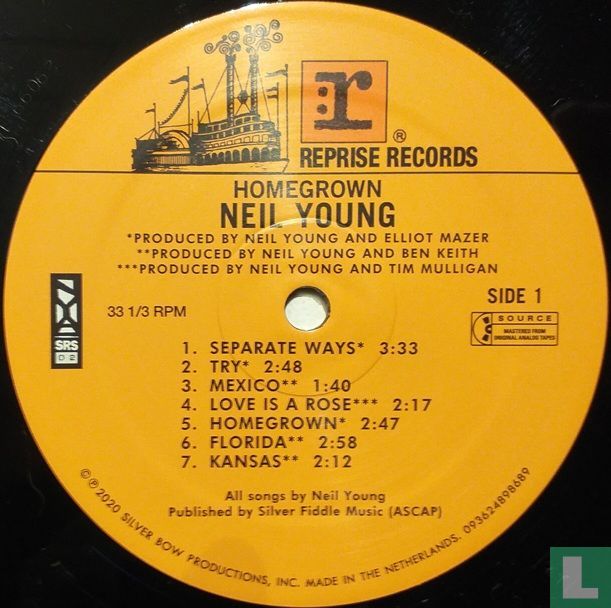 r
®
REPRISE RECORDS
HOMEGROWN
NEIL YOUNG
*PRODUCED BY NEIL YOUNG AND ELLIOT MAZER
**PRODUCED BY NEIL YOUNG AND BEN KEITH
***PRODUCED BY NEIL YOUNG AND TIM MULLIGAN
NYA
SRS
02
33 1/3 RPM
SIDE 1
SOURCE
MASTERED FROM
ORIGINAL ANALOG TAPES
1. SEPARATE WAYS* 3:33
2. TRY* 2:48
3. MEXICO** 1:40
4. LOVE IS A ROSE*** 2:17
5. HOMEGROWN* 2:47
6. FLORIDA** 2:58
7. KANSAS** 2:12
All songs by Neil Young
Published by Silver Fiddle Music (ASCAP)
©℗2020 SILVER BOW PRODUCTIONS, INC. MADE IN THE NETHERLANDS. 093624898689
L